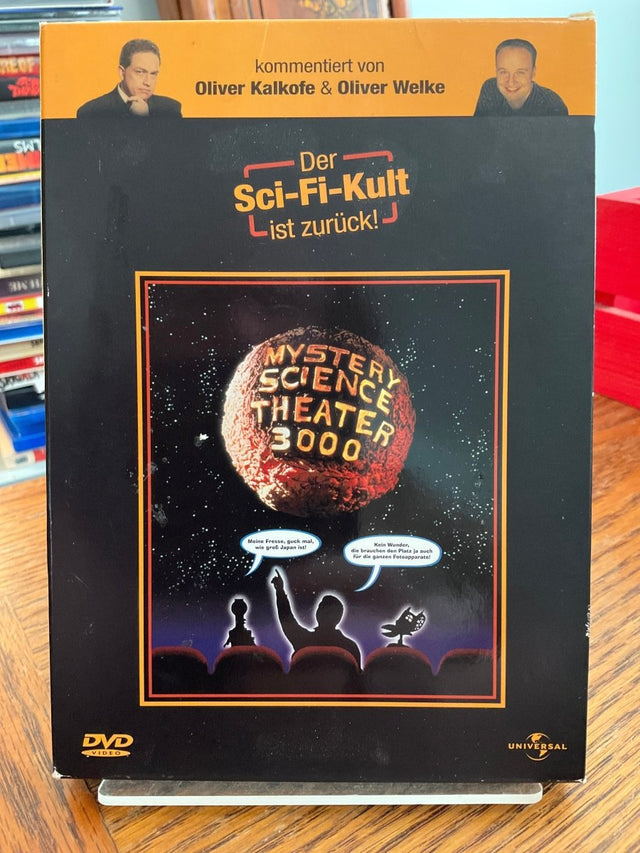 kommentiert von
Oliver Kalkofe & Oliver Welke
Der
Sci-Fi-Kult
ist zurück!
MYSTERY
SCIENCE
THEATER
3000
Meine Fresse, guck mal,
wie groß Japan ist!
Kein Wunder,
die brauchen den Platz ja auch
für die ganzen Fotoapparate!
DVD
VIDEO
UNIVERSAL